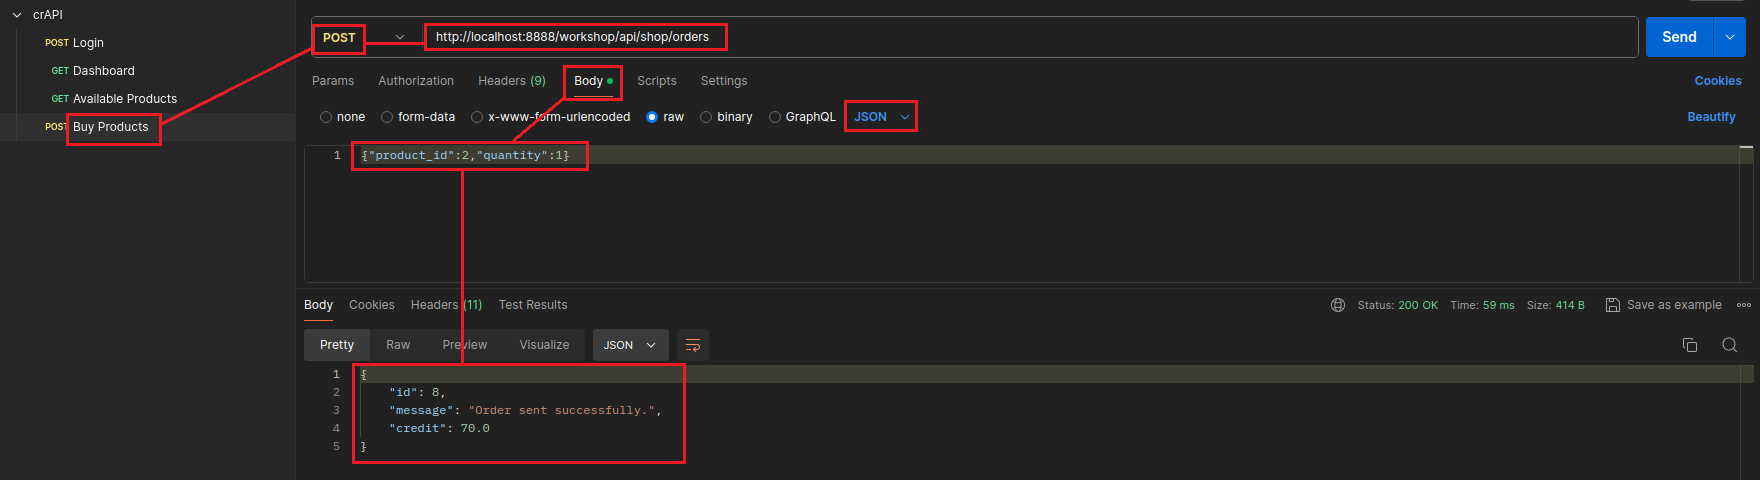 crAPI
POST Login
GET Dashboard
GET Available Products
POST Buy Products
POST http://localhost:8888/workshop/api/shop/orders Send
Params Authorization Headers (9) Body Scripts Settings Cookies
none form-data x-www-form-urlencoded raw binary GraphQL JSON Beautify
1 {"product_id":2,"quantity":1}
Body Cookies Headers (11) Test Results Status: 200 OK Time: 59 ms Size: 414 B Save as example
Pretty Raw Preview Visualize JSON
1 {
2 "id": 8,
3 "message": "Order sent successfully.",
4 "credit": 70.0
5 }